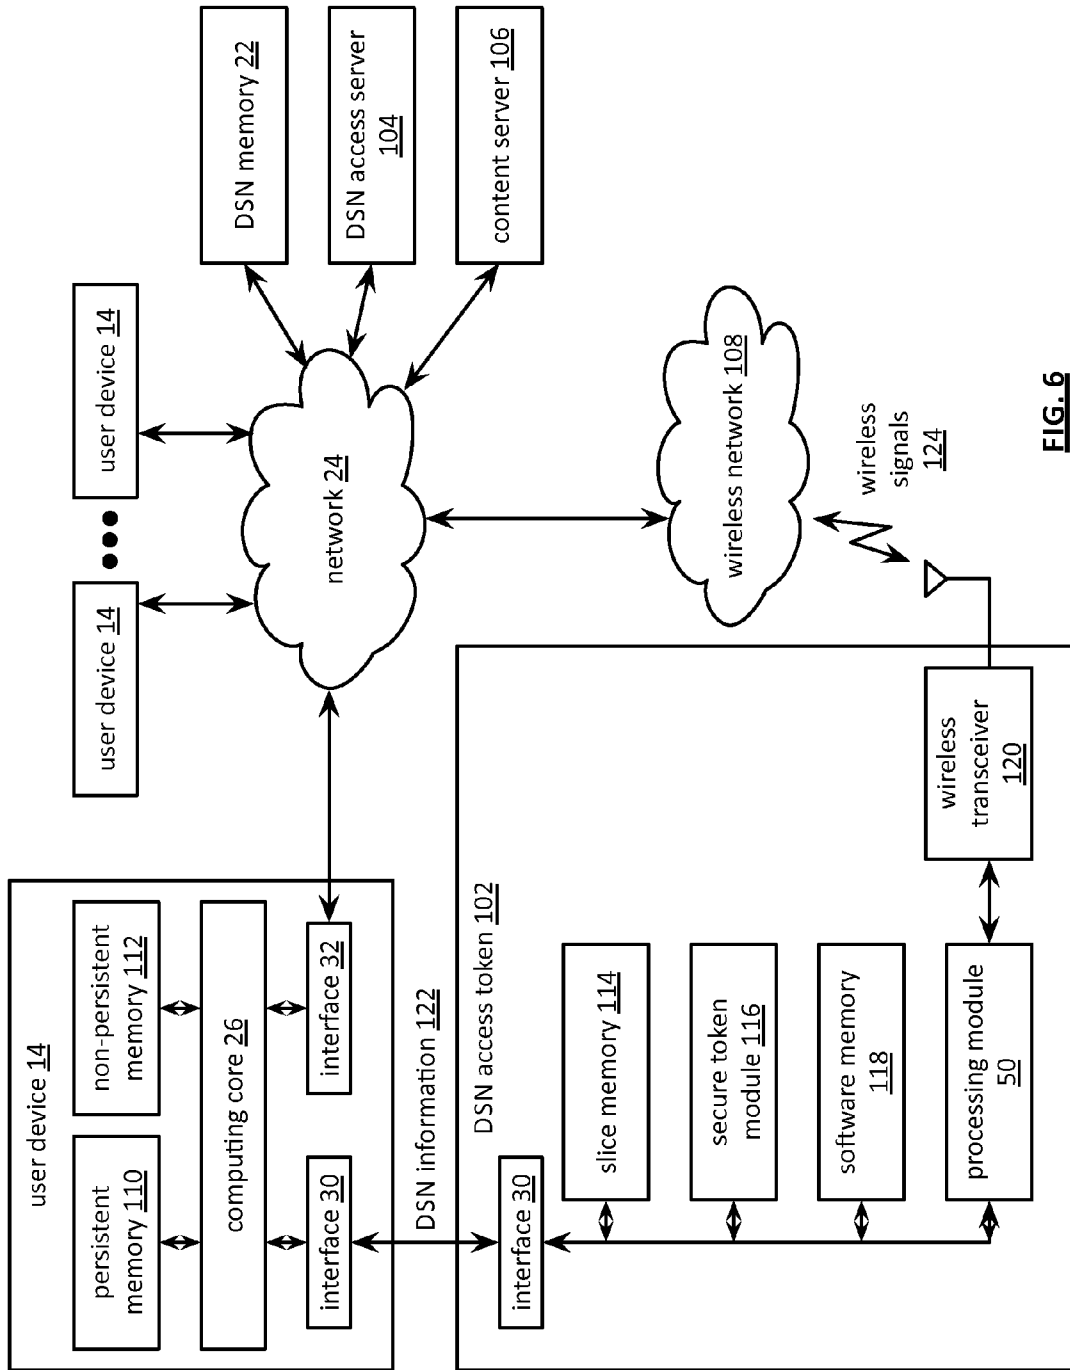 user device 14
persistent
memory 110
non-persistent
memory 112
computing core 26
interface 30
interface 32
user device 14
user device 14
network 24
DSN memory 22
DSN access server
104
content server 106
DSN information 122
DSN access token 102
interface 30
slice memory 114
secure token
module 116
software memory
118
processing module
50
wireless
transceiver
120
wireless network 108
wireless
signals
124
FIG. 6